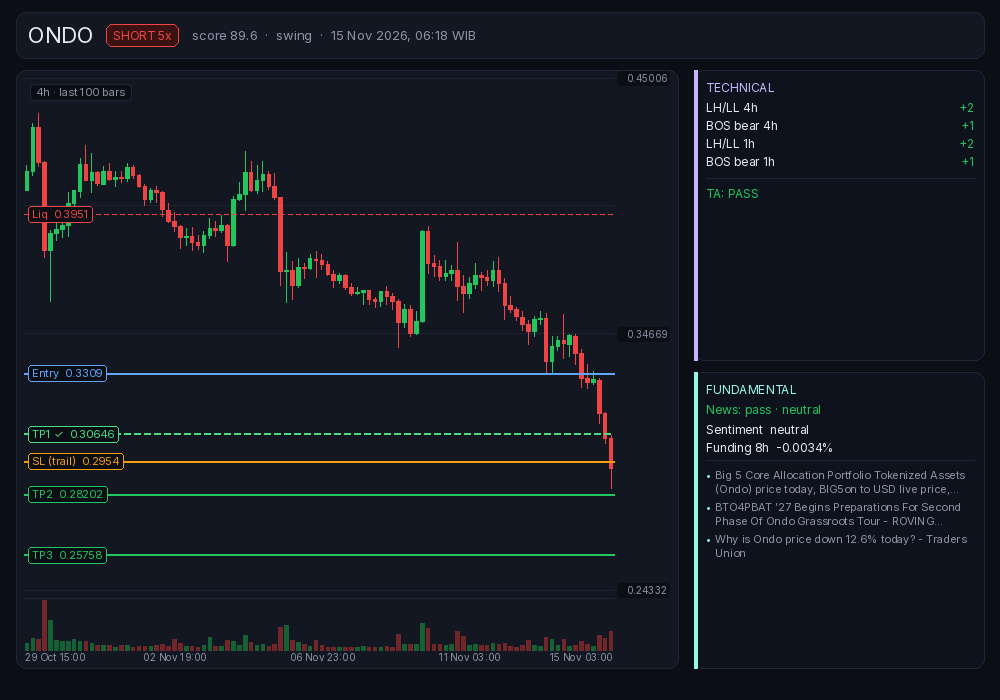 ONDO SHORT 5x score 89.6 · swing · 15 Nov 2026, 06:18 WIB
4h · last 100 bars
0.45006
Liq 0.3951
0.34669
Entry 0.3309
TP1 ✓ 0.30646
SL (trail) 0.2954
TP2 0.28202
TP3 0.25758
0.24332
29 Oct 15:00 02 Nov 19:00 06 Nov 23:00 11 Nov 03:00 15 Nov 03:00
TECHNICAL
LH/LL 4h +2
BOS bear 4h +1
LH/LL 1h +2
BOS bear 1h +1
TA: PASS
FUNDAMENTAL
News: pass · neutral
Sentiment neutral
Funding 8h -0.0034%
• Big 5 Core Allocation Portfolio Tokenized Assets
(Ondo) price today, BIG5on to USD live price,...
• BTO4PBAT '27 Begins Preparations For Second
Phase Of Ondo Grassroots Tour - ROVING...
• Why is Ondo price down 12.6% today? - Traders
Union